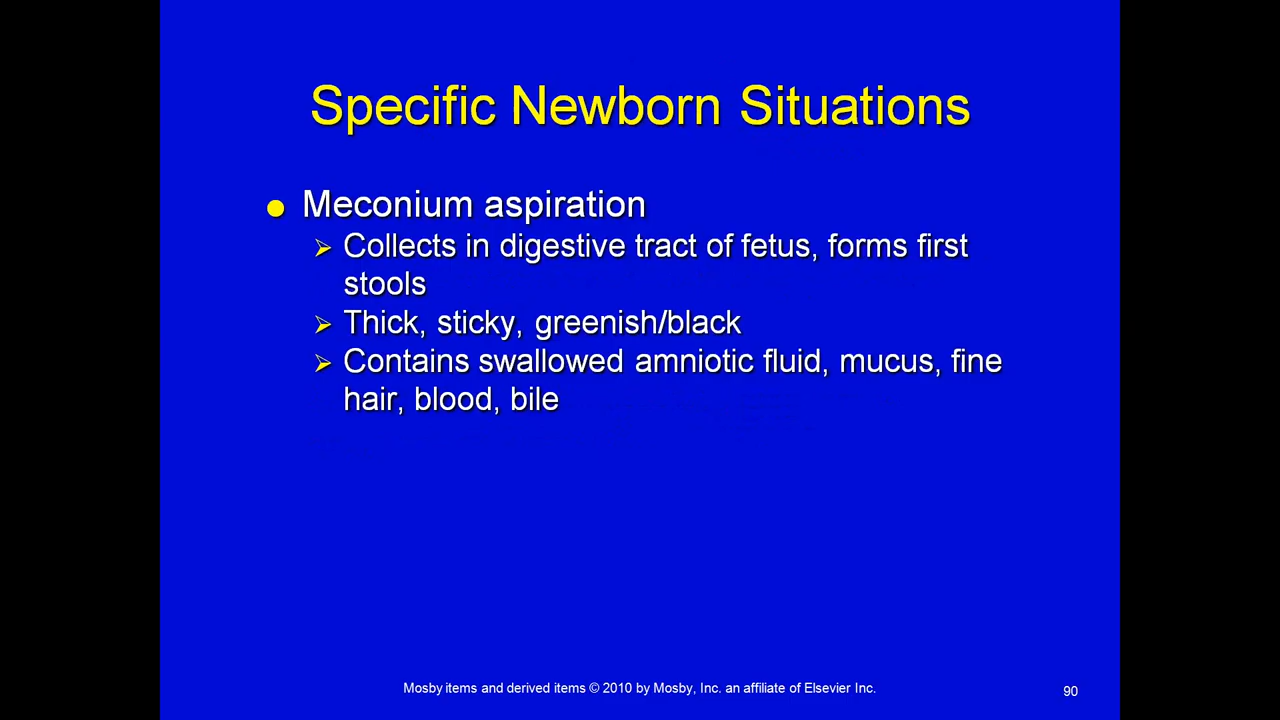 Specific Newborn Situations
● Meconium aspiration
➢ Collects in digestive tract of fetus, forms first
stools
➢ Thick, sticky, greenish/black
➢ Contains swallowed amniotic fluid, mucus, fine
hair, blood, bile
Mosby items and derived items © 2010 by Mosby, Inc. an affiliate of Elsevier Inc.
90